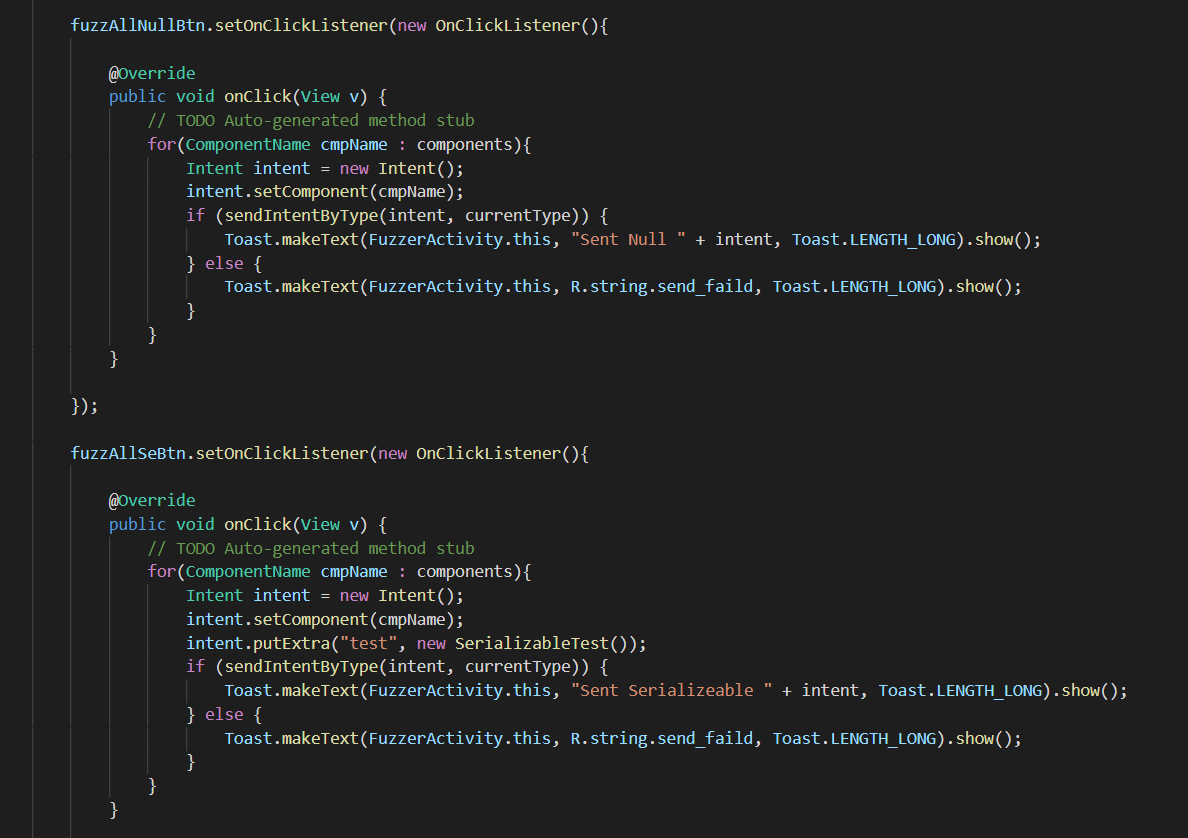 fuzzAllNullBtn.setOnClickListener(new OnClickListener(){
@Override
public void onClick(View v) {
// TODO Auto-generated method stub
for(ComponentName cmpName : components){
Intent intent = new Intent();
intent.setComponent(cmpName);
if (sendIntentByType(intent, currentType)) {
Toast.makeText(FuzzerActivity.this, "Sent Null " + intent, Toast.LENGTH_LONG).show();
} else {
Toast.makeText(FuzzerActivity.this, R.string.send_faild, Toast.LENGTH_LONG).show();
}
}
}
});
fuzzAllSeBtn.setOnClickListener(new OnClickListener(){
@Override
public void onClick(View v) {
// TODO Auto-generated method stub
for(ComponentName cmpName : components){
Intent intent = new Intent();
intent.setComponent(cmpName);
intent.putExtra("test", new SerializableTest());
if (sendIntentByType(intent, currentType)) {
Toast.makeText(FuzzerActivity.this, "Sent Serializeable " + intent, Toast.LENGTH_LONG).show();
} else {
Toast.makeText(FuzzerActivity.this, R.string.send_faild, Toast.LENGTH_LONG).show();
}
}
}